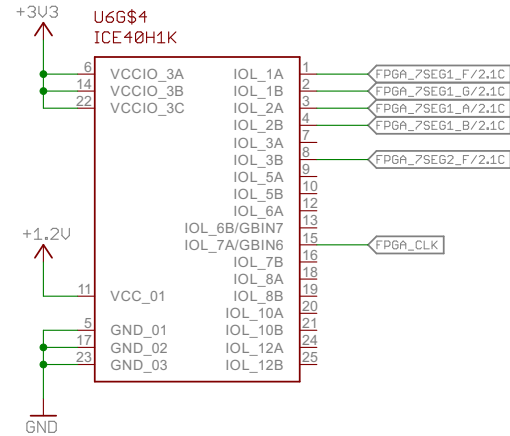 +3V3
U6G$4
ICE40H1K
6 VCCIO_3A IOL_1A 1 FPGA_7SEG1_F/2.1C
14 VCCIO_3B IOL_1B 2 FPGA_7SEG1_G/2.1C
22 VCCIO_3C IOL_2A 3 FPGA_7SEG1_A/2.1C
IOL_2B 4 FPGA_7SEG1_B/2.1C
IOL_3A 7
IOL_3B 8 FPGA_7SEG2_F/2.1C
IOL_5A 9
IOL_5B 10
IOL_6A 12
IOL_6B/GBIN7 13
+1.2V
IOL_7A/GBIN6 15 FPGA_CLK
IOL_7B 16
IOL_8A 18
11 VCC_01 IOL_8B 19
IOL_10A 20
5 GND_01 IOL_10B 21
17 GND_02 IOL_12A 24
23 GND_03 IOL_12B 25
GND